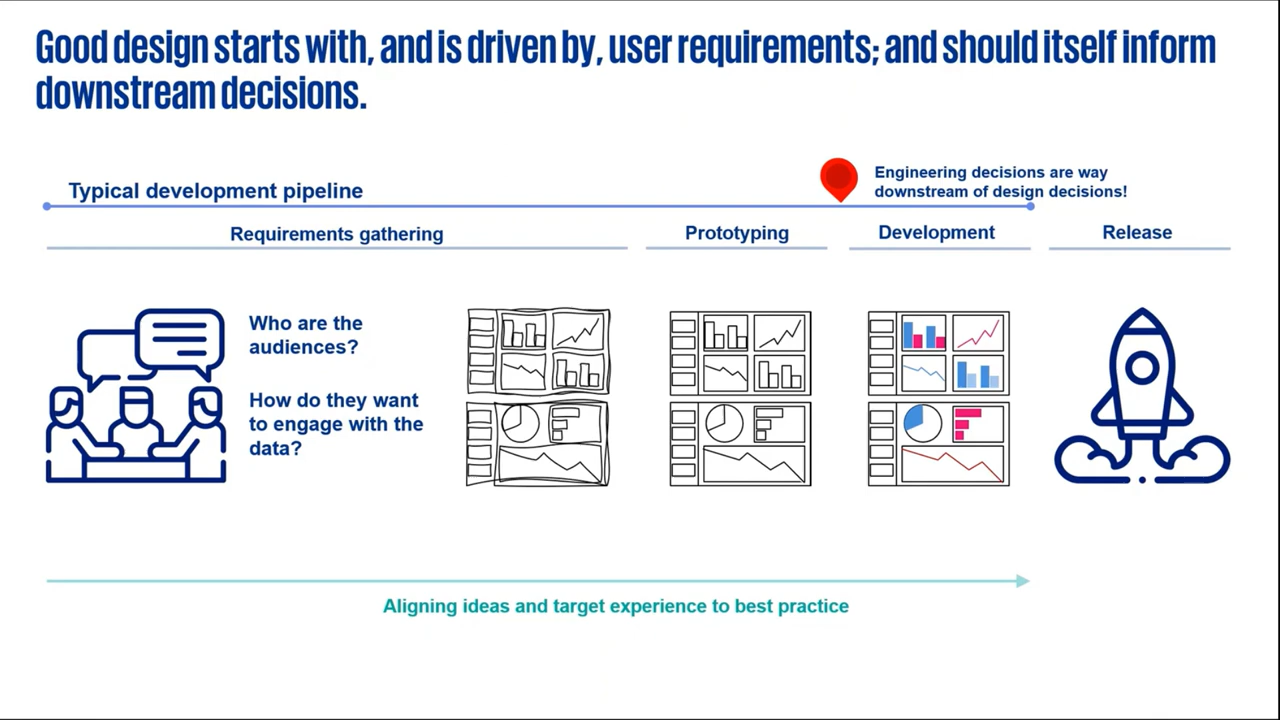 Good design starts with, and is driven by, user requirements; and should itself inform
downstream decisions.
Typical development pipeline
Engineering decisions are way
downstream of design decisions!
Requirements gathering
Prototyping
Development
Release
Who are the
audiences?
How do they want
to engage with the
data?
Aligning ideas and target experience to best practice